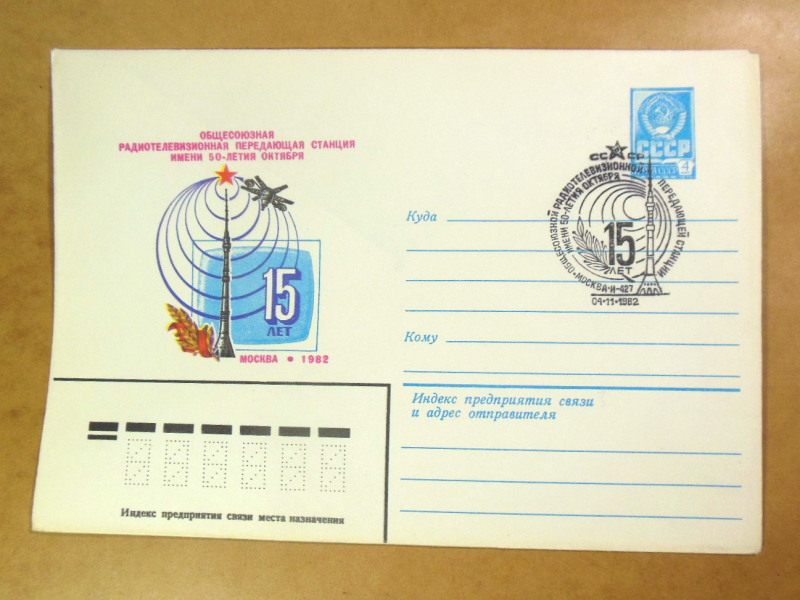 ОБЩЕСОЮЗНАЯ
РАДИОТЕЛЕВИЗИОННАЯ ПЕРЕДАЮЩАЯ СТАНЦИЯ
ИМЕНИ 50-ЛЕТИЯ ОКТЯБРЯ
15
ЛЕТ
МОСКВА • 1982
СССР
4
СССР
ОБЩЕСОЮЗНОЙ РАДИОТЕЛЕВИЗИОННОЙ ПЕРЕДАЮЩЕЙ СТАНЦИИ
ИМЕНИ 50-ЛЕТИЯ ОКТЯБРЯ
15
ЛЕТ
МОСКВА-И-427
04·11·1982
Куда
Кому
Индекс предприятия связи
и адрес отправителя
Индекс предприятия связи места назначения